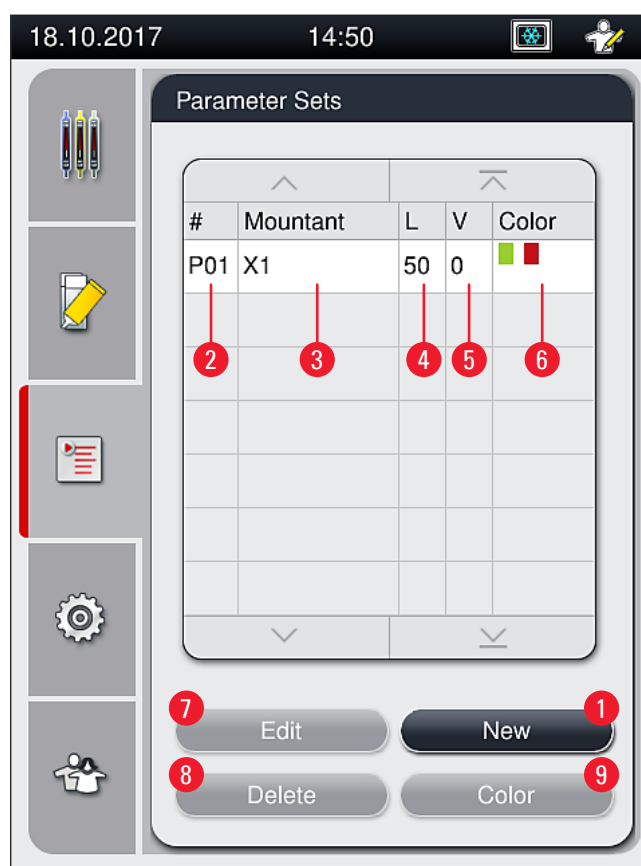 18.10.2017 14:50
Parameter Sets
# Mountant L V Color
P01 X1 50 0
2 3 4 5 6
7 1
Edit New
8 9
Delete Color